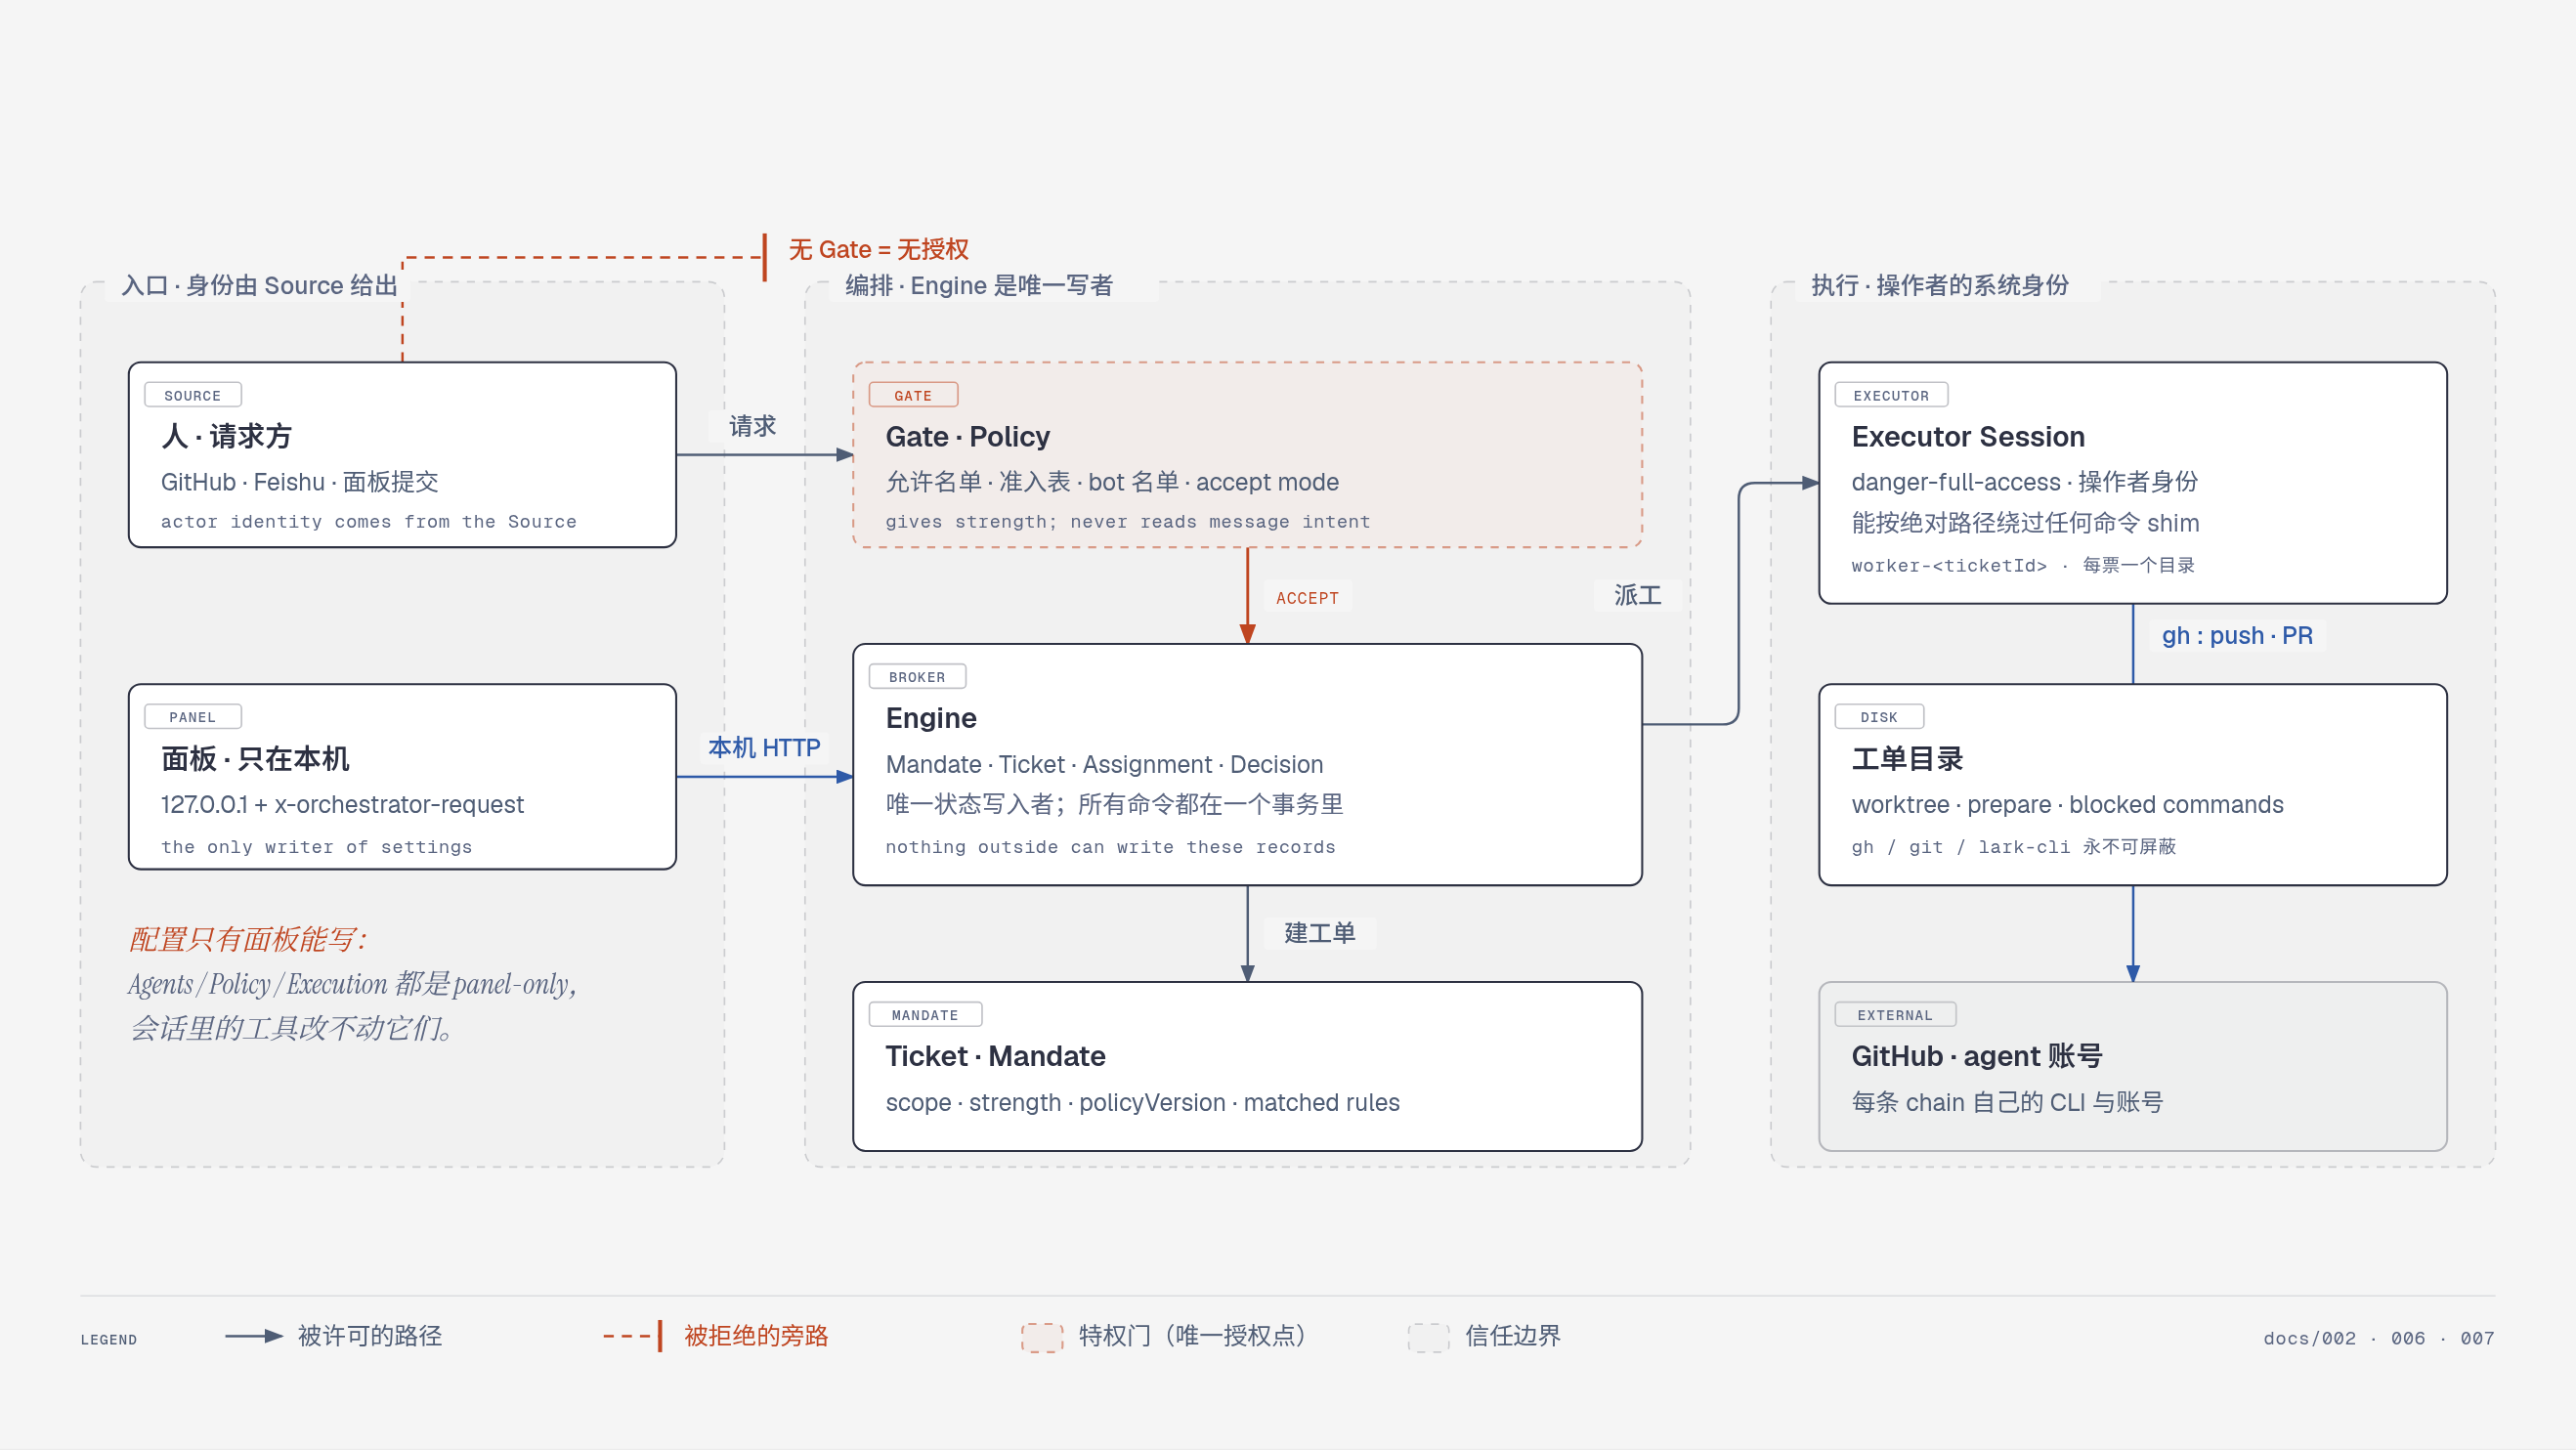 无 Gate = 无授权
入口 · 身份由 Source 给出
SOURCE
人 · 请求方
GitHub · Feishu · 面板提交
actor identity comes from the Source
请求
PANEL
面板 · 只在本机
127.0.0.1 + x-orchestrator-request
the only writer of settings
本机 HTTP
配置只有面板能写：
Agents / Policy / Execution 都是 panel-only，
会话里的工具改不动它们。
编排 · Engine 是唯一写者
GATE
Gate · Policy
允许名单 · 准入表 · bot 名单 · accept mode
gives strength; never reads message intent
ACCEPT
派工
BROKER
Engine
Mandate · Ticket · Assignment · Decision
唯一状态写入者；所有命令都在一个事务里
nothing outside can write these records
建工单
MANDATE
Ticket · Mandate
scope · strength · policyVersion · matched rules
执行 · 操作者的系统身份
EXECUTOR
Executor Session
danger-full-access · 操作者身份
能按绝对路径绕过任何命令 shim
worker-<ticketId> · 每票一个目录
gh : push · PR
DISK
工单目录
worktree · prepare · blocked commands
gh / git / lark-cli 永不可屏蔽
EXTERNAL
GitHub · agent 账号
每条 chain 自己的 CLI 与账号
LEGEND
被许可的路径
被拒绝的旁路
特权门（唯一授权点）
信任边界
docs/002 · 006 · 007